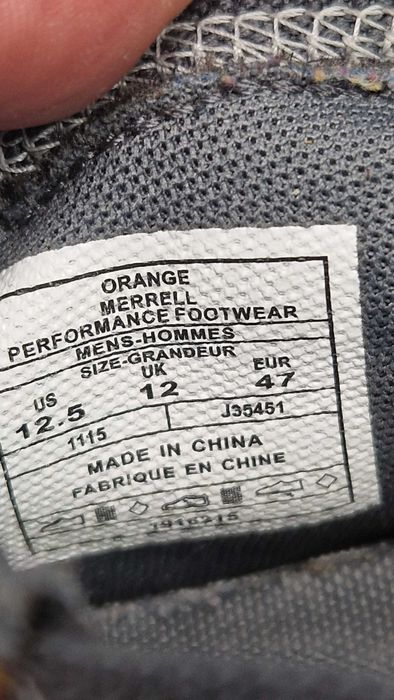 ORANGE
MERRELL
PERFORMANCE FOOTWEAR
MENS-HOMMES
SIZE-GRANDEUR
US UK EUR
12.5 12 47
1115 J35451
MADE IN CHINA
FABRIQUE EN CHINE